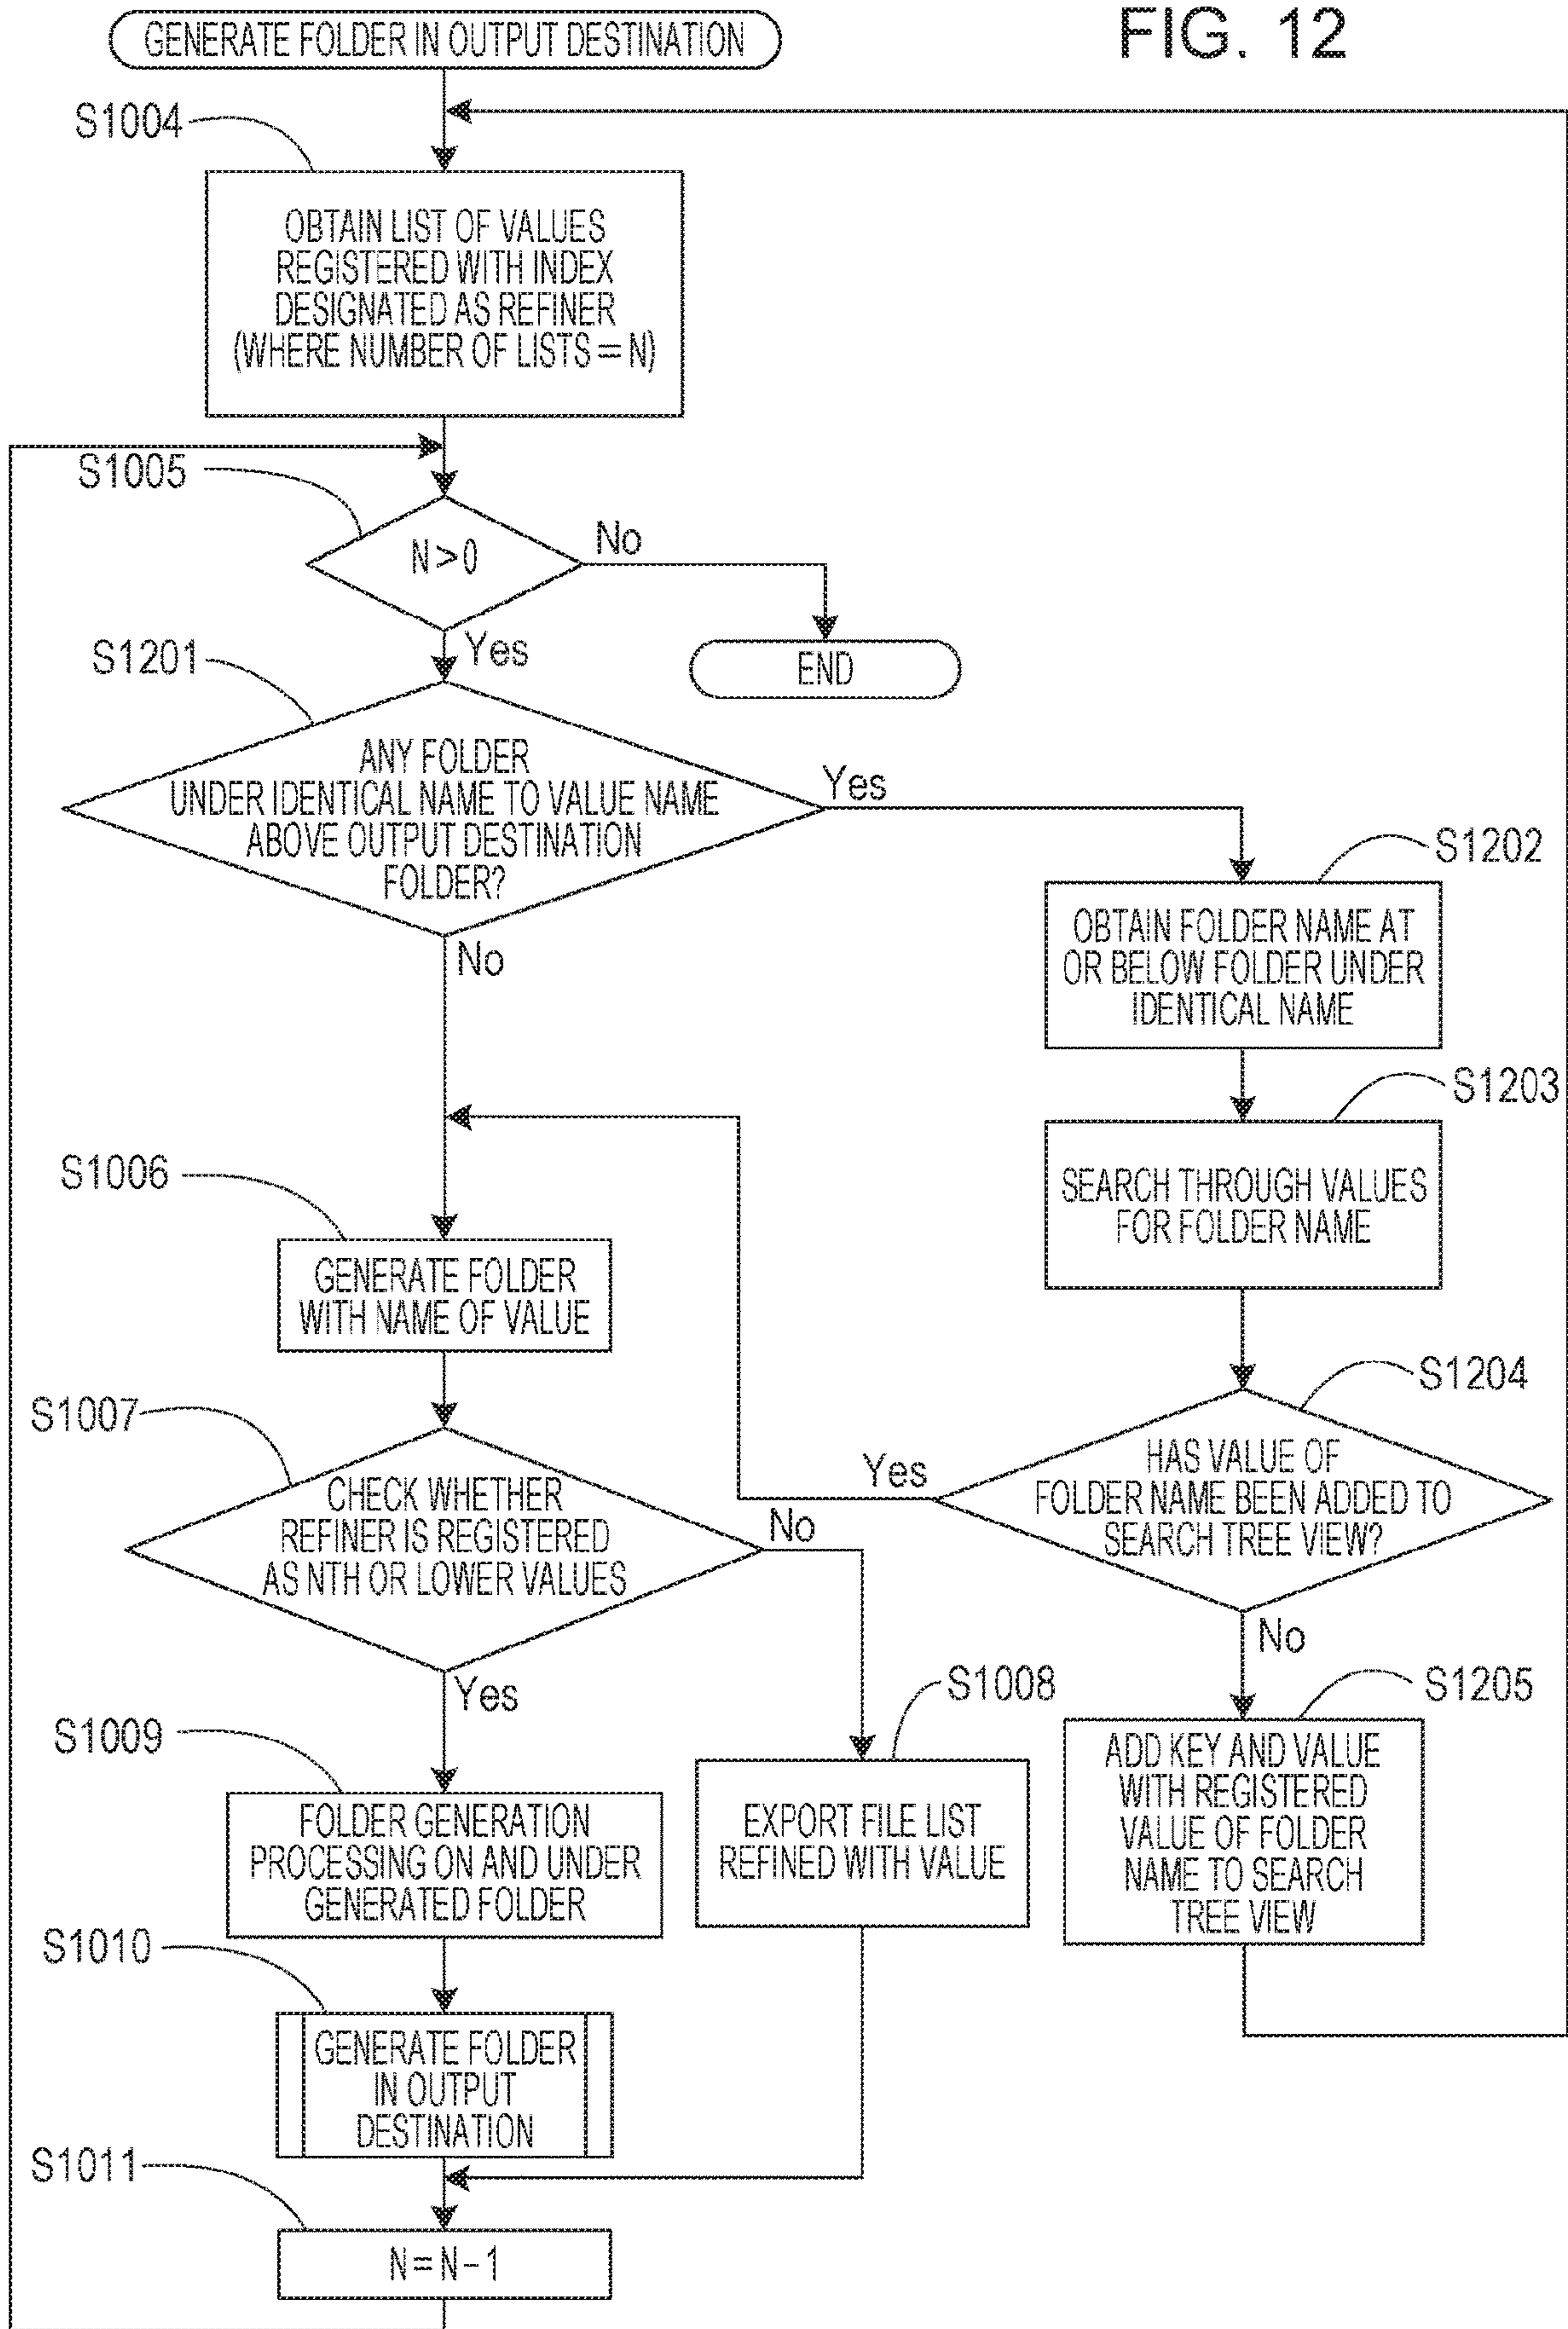 FIG. 12
GENERATE FOLDER IN OUTPUT DESTINATION
S1004
OBTAIN LIST OF VALUES
REGISTERED WITH INDEX
DESIGNATED AS REFINER
(WHERE NUMBER OF LISTS = N)
S1005
N > 0
No
END
Yes
S1201
ANY FOLDER
UNDER IDENTICAL NAME TO VALUE NAME
ABOVE OUTPUT DESTINATION
FOLDER?
Yes
No
S1202
OBTAIN FOLDER NAME AT
OR BELOW FOLDER UNDER
IDENTICAL NAME
S1203
SEARCH THROUGH VALUES
FOR FOLDER NAME
S1204
HAS VALUE OF
FOLDER NAME BEEN ADDED TO
SEARCH TREE VIEW?
Yes
No
S1205
ADD KEY AND VALUE
WITH REGISTERED
VALUE OF FOLDER
NAME TO SEARCH
TREE VIEW
S1006
GENERATE FOLDER
WITH NAME OF VALUE
S1007
CHECK WHETHER
REFINER IS REGISTERED
AS NTH OR LOWER VALUES
No
Yes
S1008
EXPORT FILE LIST
REFINED WITH VALUE
S1009
FOLDER GENERATION
PROCESSING ON AND UNDER
GENERATED FOLDER
S1010
GENERATE FOLDER
IN OUTPUT
DESTINATION
S1011
N = N - 1